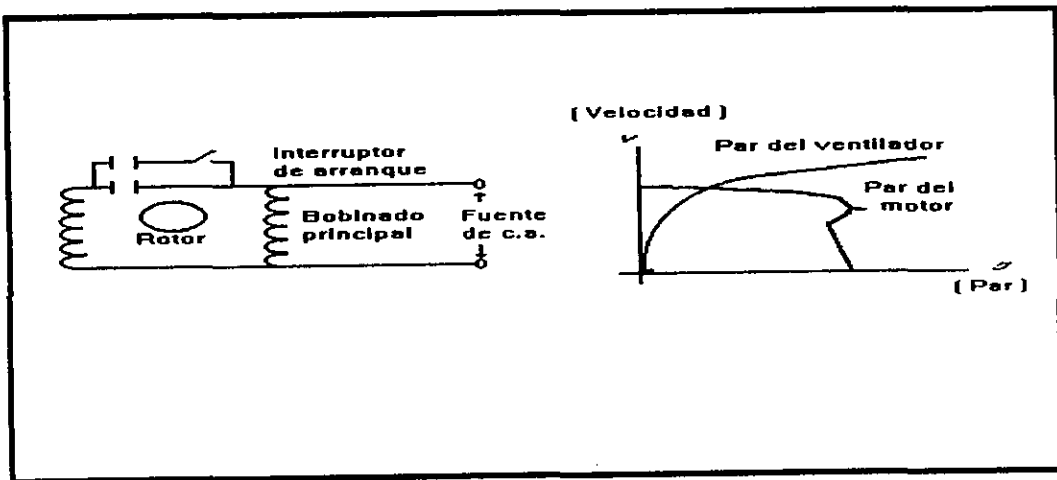 Interruptor
de arranque
Bobinado
principal
Rotor
Fuente
de c.a.
( Velocidad )
Par del ventilador
Par del
motor
( Par )